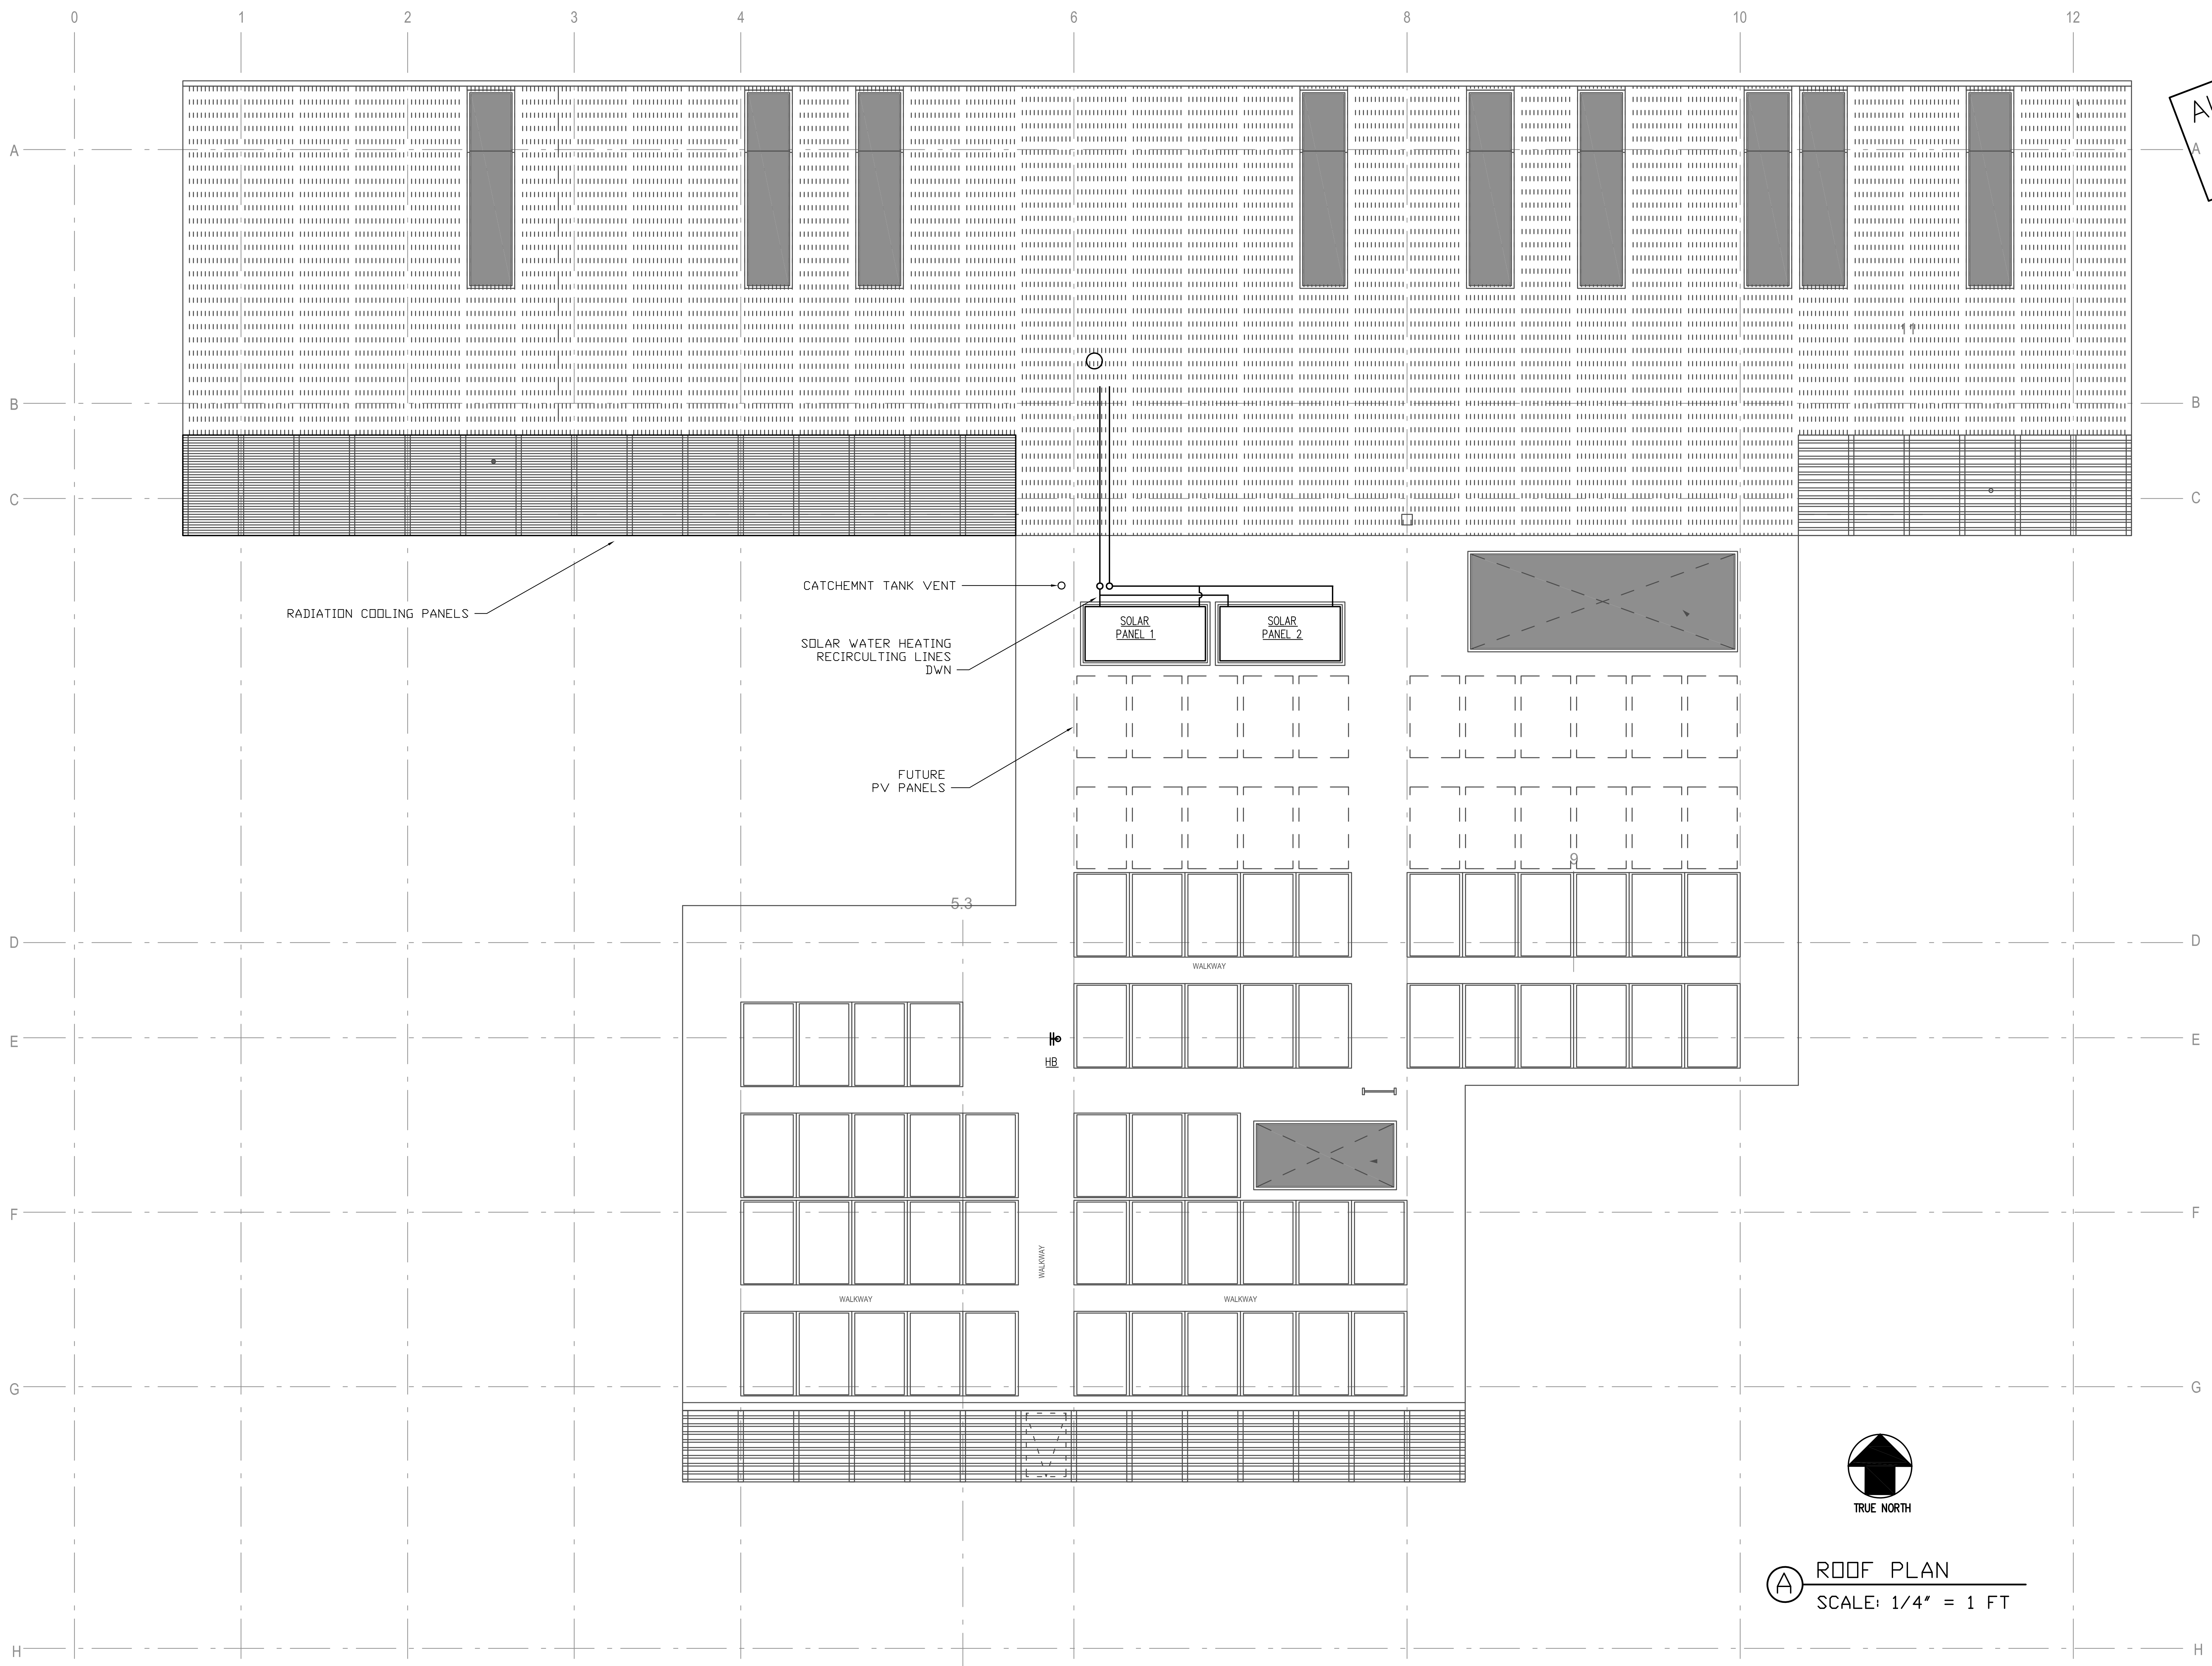 0 1 2 3 4 6 8 10 12
A A
11
B B
C C
CATCHEMNT TANK VENT
RADIATION COOLING PANELS
SOLAR
PANEL 1
SOLAR
PANEL 2
SOLAR WATER HEATING
RECIRCULTING LINES
DWN
FUTURE
PV PANELS
9
5.3
D D
WALKWAY
E E
HB
F F
WALKWAY
WALKWAY
WALKWAY
G G
TRUE NORTH
A
ROOF PLAN
SCALE: 1/4" = 1 FT
H H